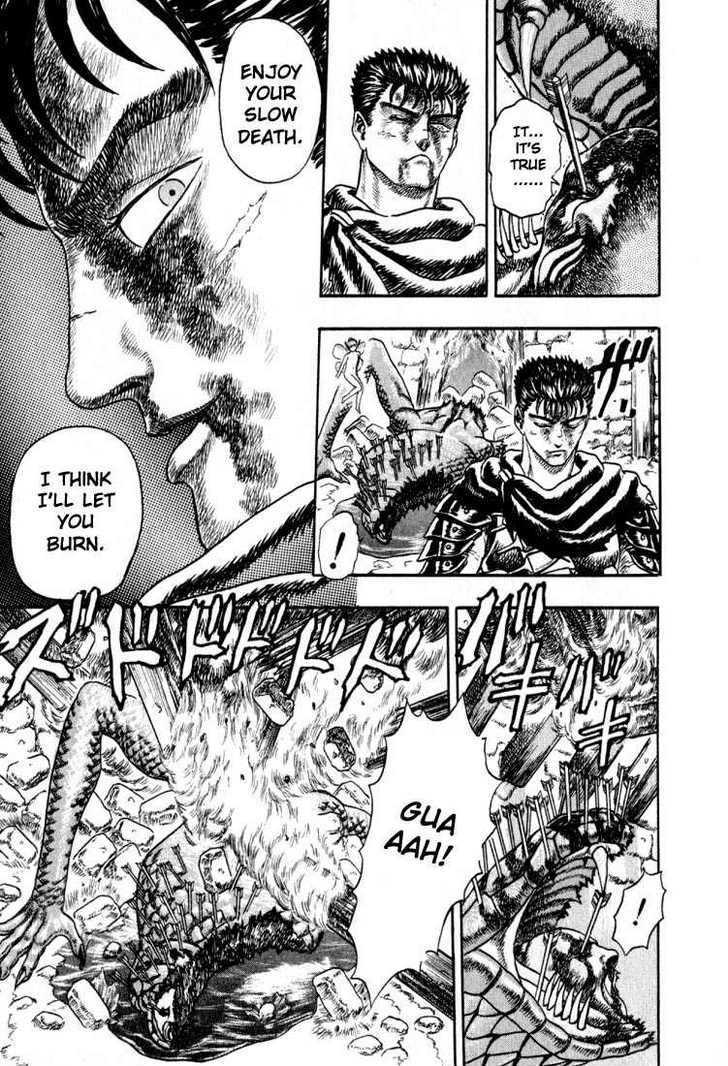 IT...
IT'S
TRUE
......
ENJOY
YOUR
SLOW
DEATH.
ザッ
!
I THINK
I'LL LET
YOU
BURN.
バキ
バキ
!
GUA
AAH!
ズドドドドド